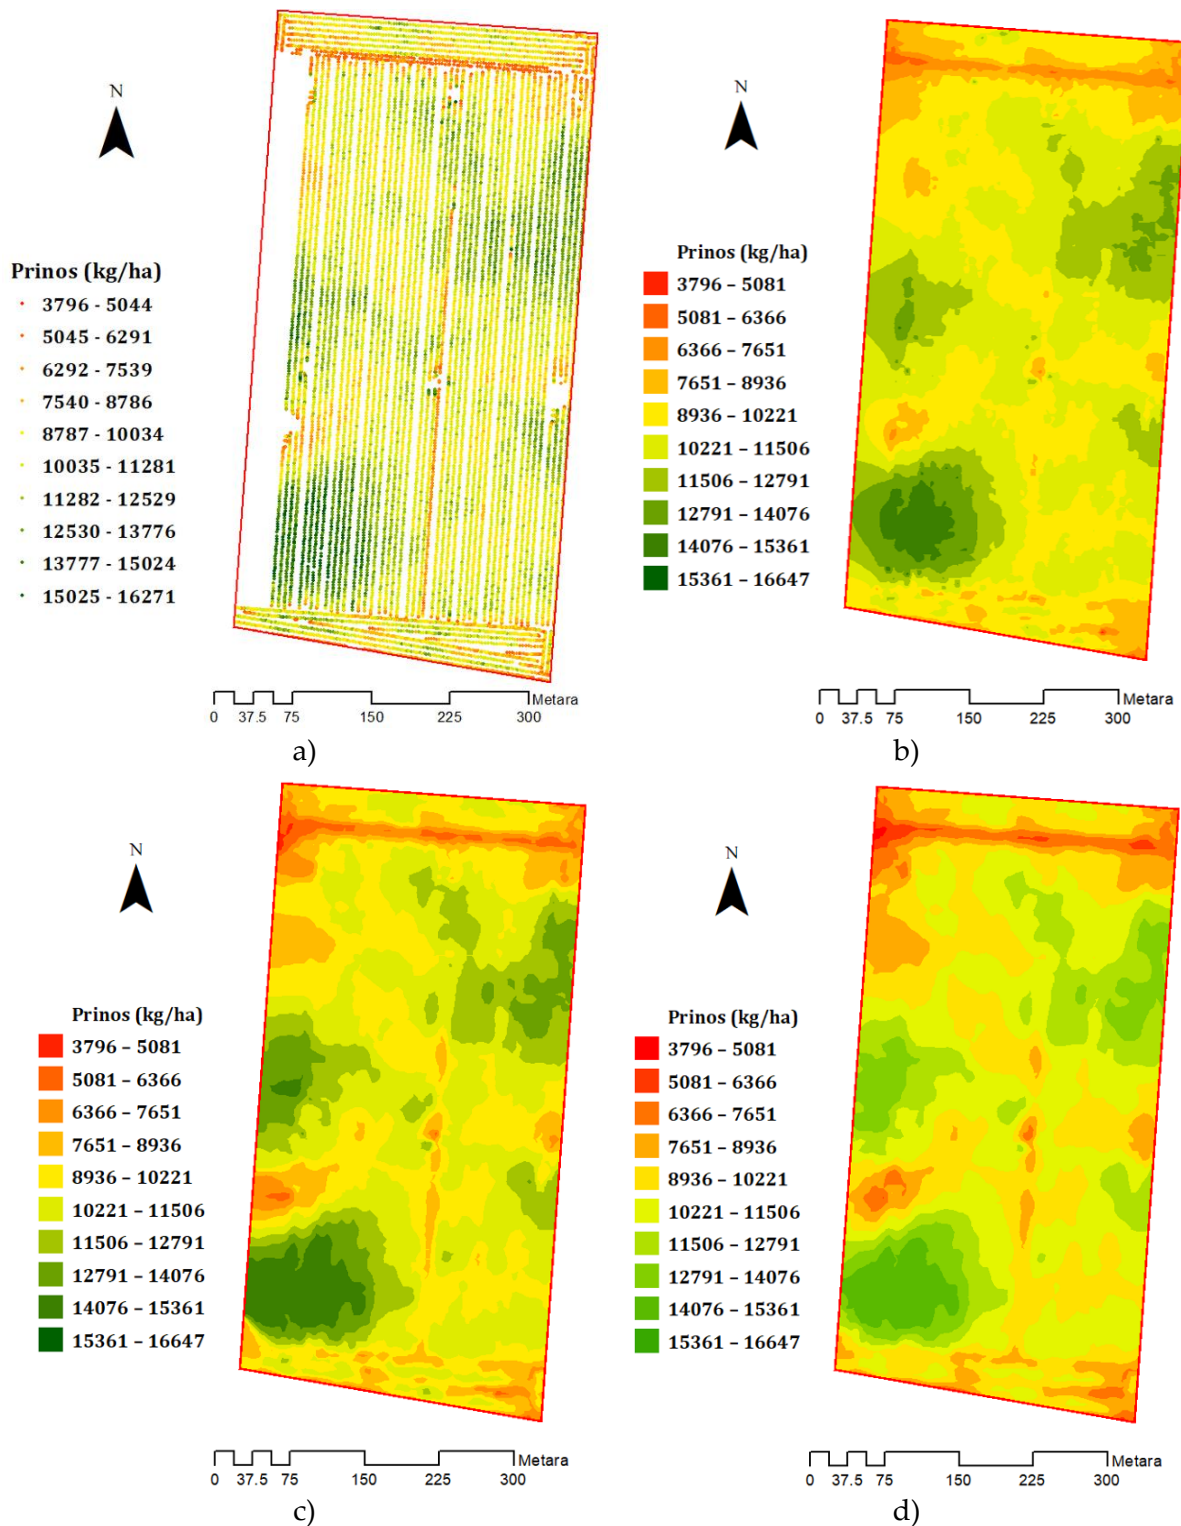 N
Prinos (kg/ha)
3796 - 5044
5045 - 6291
6292 - 7539
7540 - 8786
8787 - 10034
10035 - 11281
11282 - 12529
12530 - 13776
13777 - 15024
15025 - 16271
Metara
0 37.5 75 150 225 300
a)
N
Prinos (kg/ha)
3796 – 5081
5081 – 6366
6366 – 7651
7651 – 8936
8936 – 10221
10221 – 11506
11506 – 12791
12791 – 14076
14076 – 15361
15361 – 16647
Metara
0 37.5 75 150 225 300
b)
N
Prinos (kg/ha)
3796 – 5081
5081 – 6366
6366 – 7651
7651 – 8936
8936 – 10221
10221 – 11506
11506 – 12791
12791 – 14076
14076 – 15361
15361 – 16647
Metara
0 37.5 75 150 225 300
c)
N
Prinos (kg/ha)
3796 – 5081
5081 – 6366
6366 – 7651
7651 – 8936
8936 – 10221
10221 – 11506
11506 – 12791
12791 – 14076
14076 – 15361
15361 – 16647
Metara
0 37.5 75 150 225 300
d)